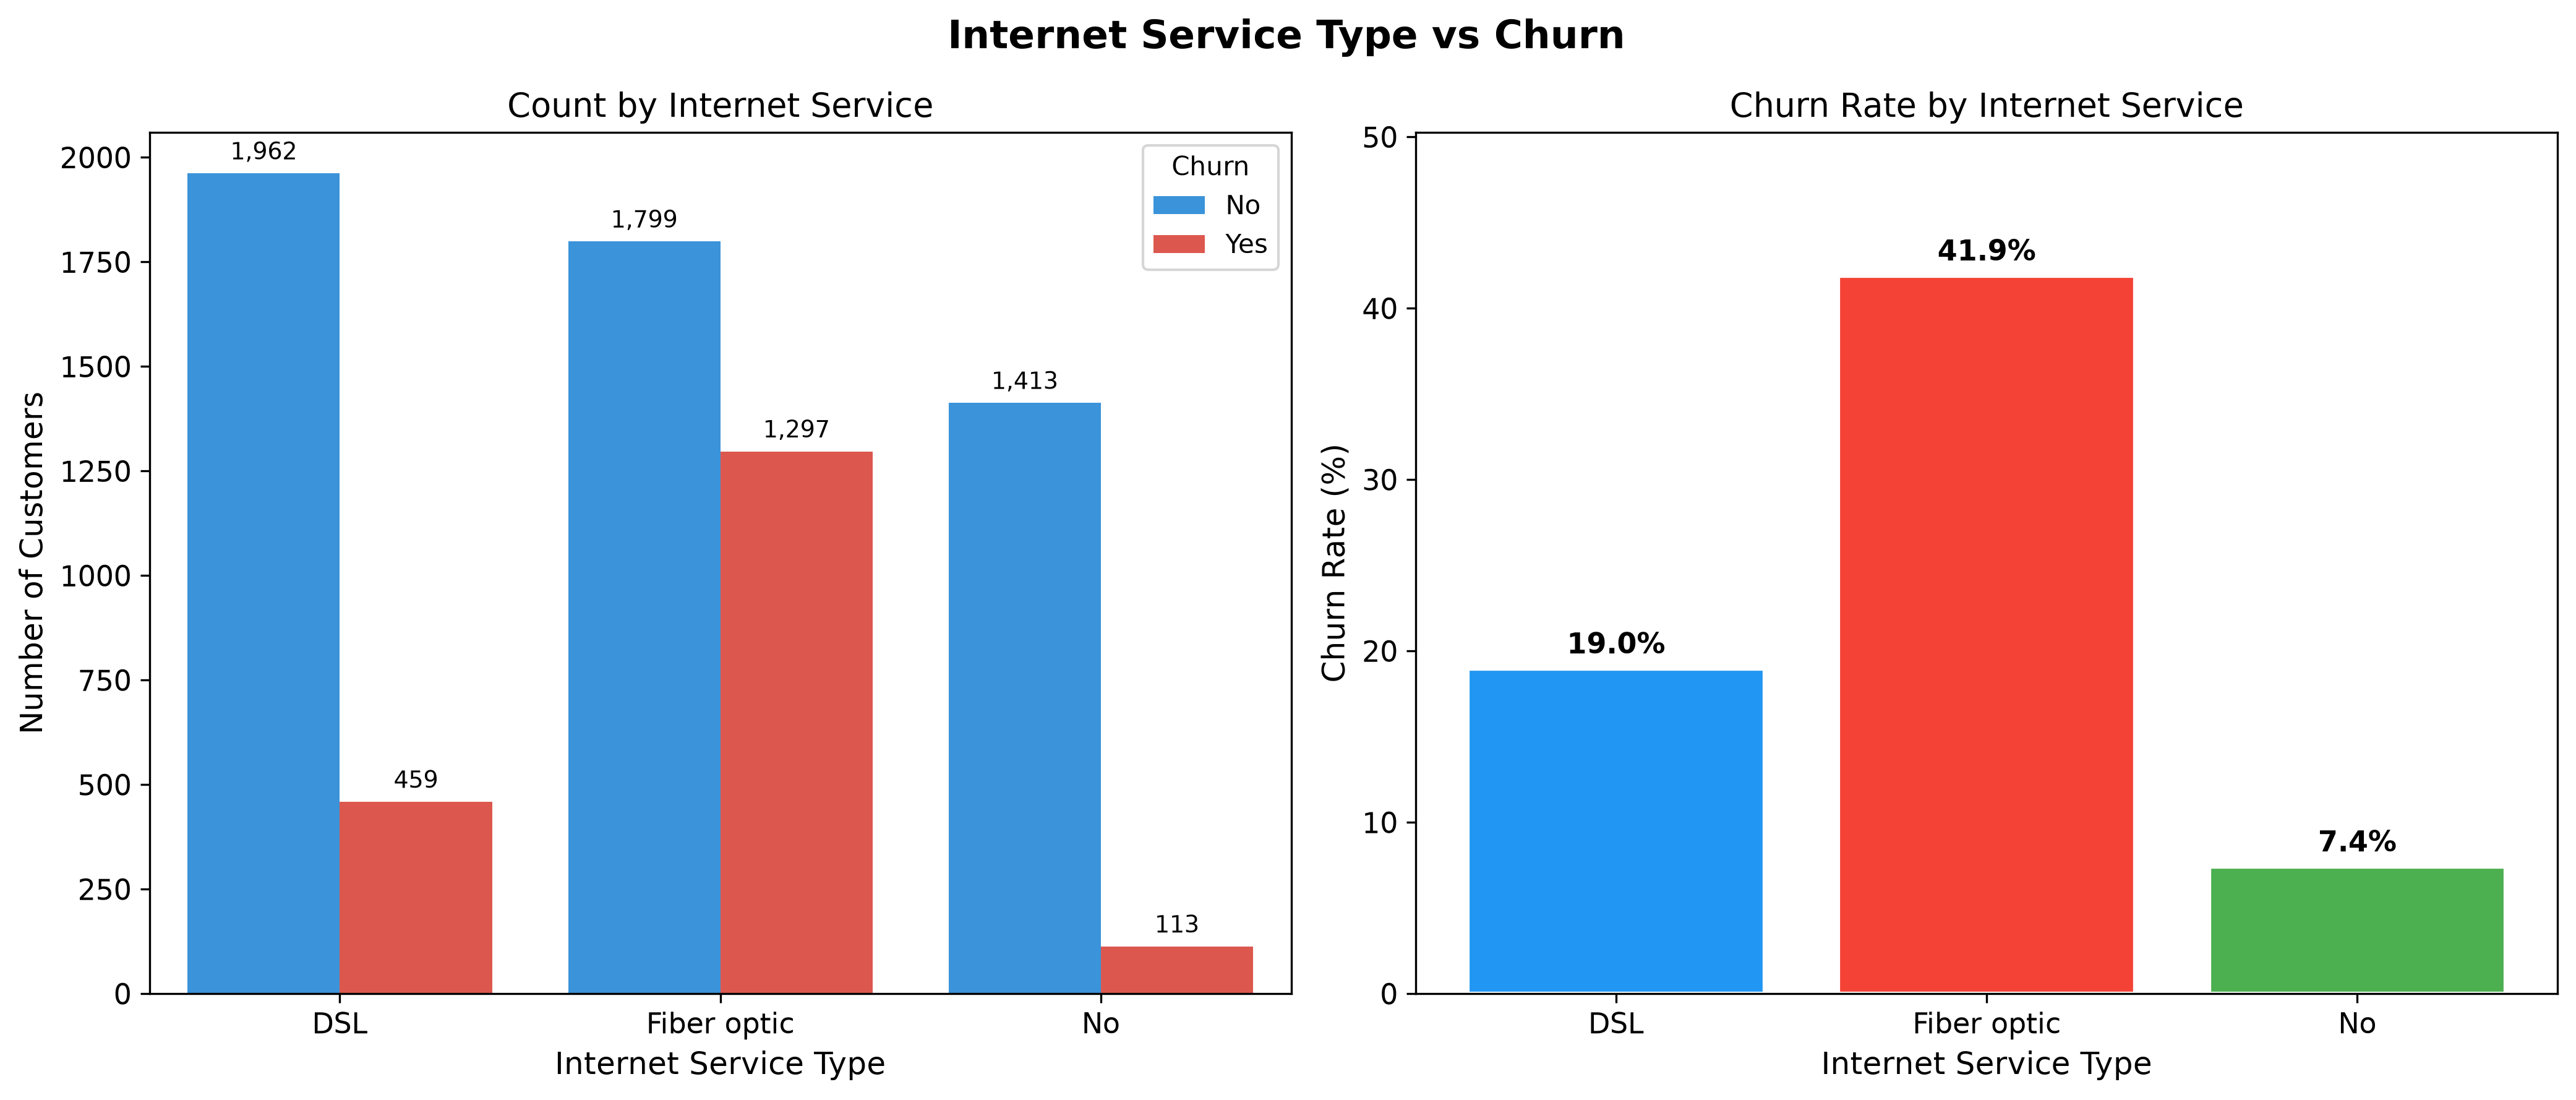 Internet Service Type vs Churn
Count by Internet Service
Number of Customers
2000
1750
1500
1250
1000
750
500
250
0
1,962
459
1,799
1,297
1,413
113
Churn
No
Yes
DSL
Fiber optic
No
Internet Service Type
Churn Rate by Internet Service
Churn Rate (%)
50
40
30
20
10
0
19.0%
41.9%
7.4%
DSL
Fiber optic
No
Internet Service Type